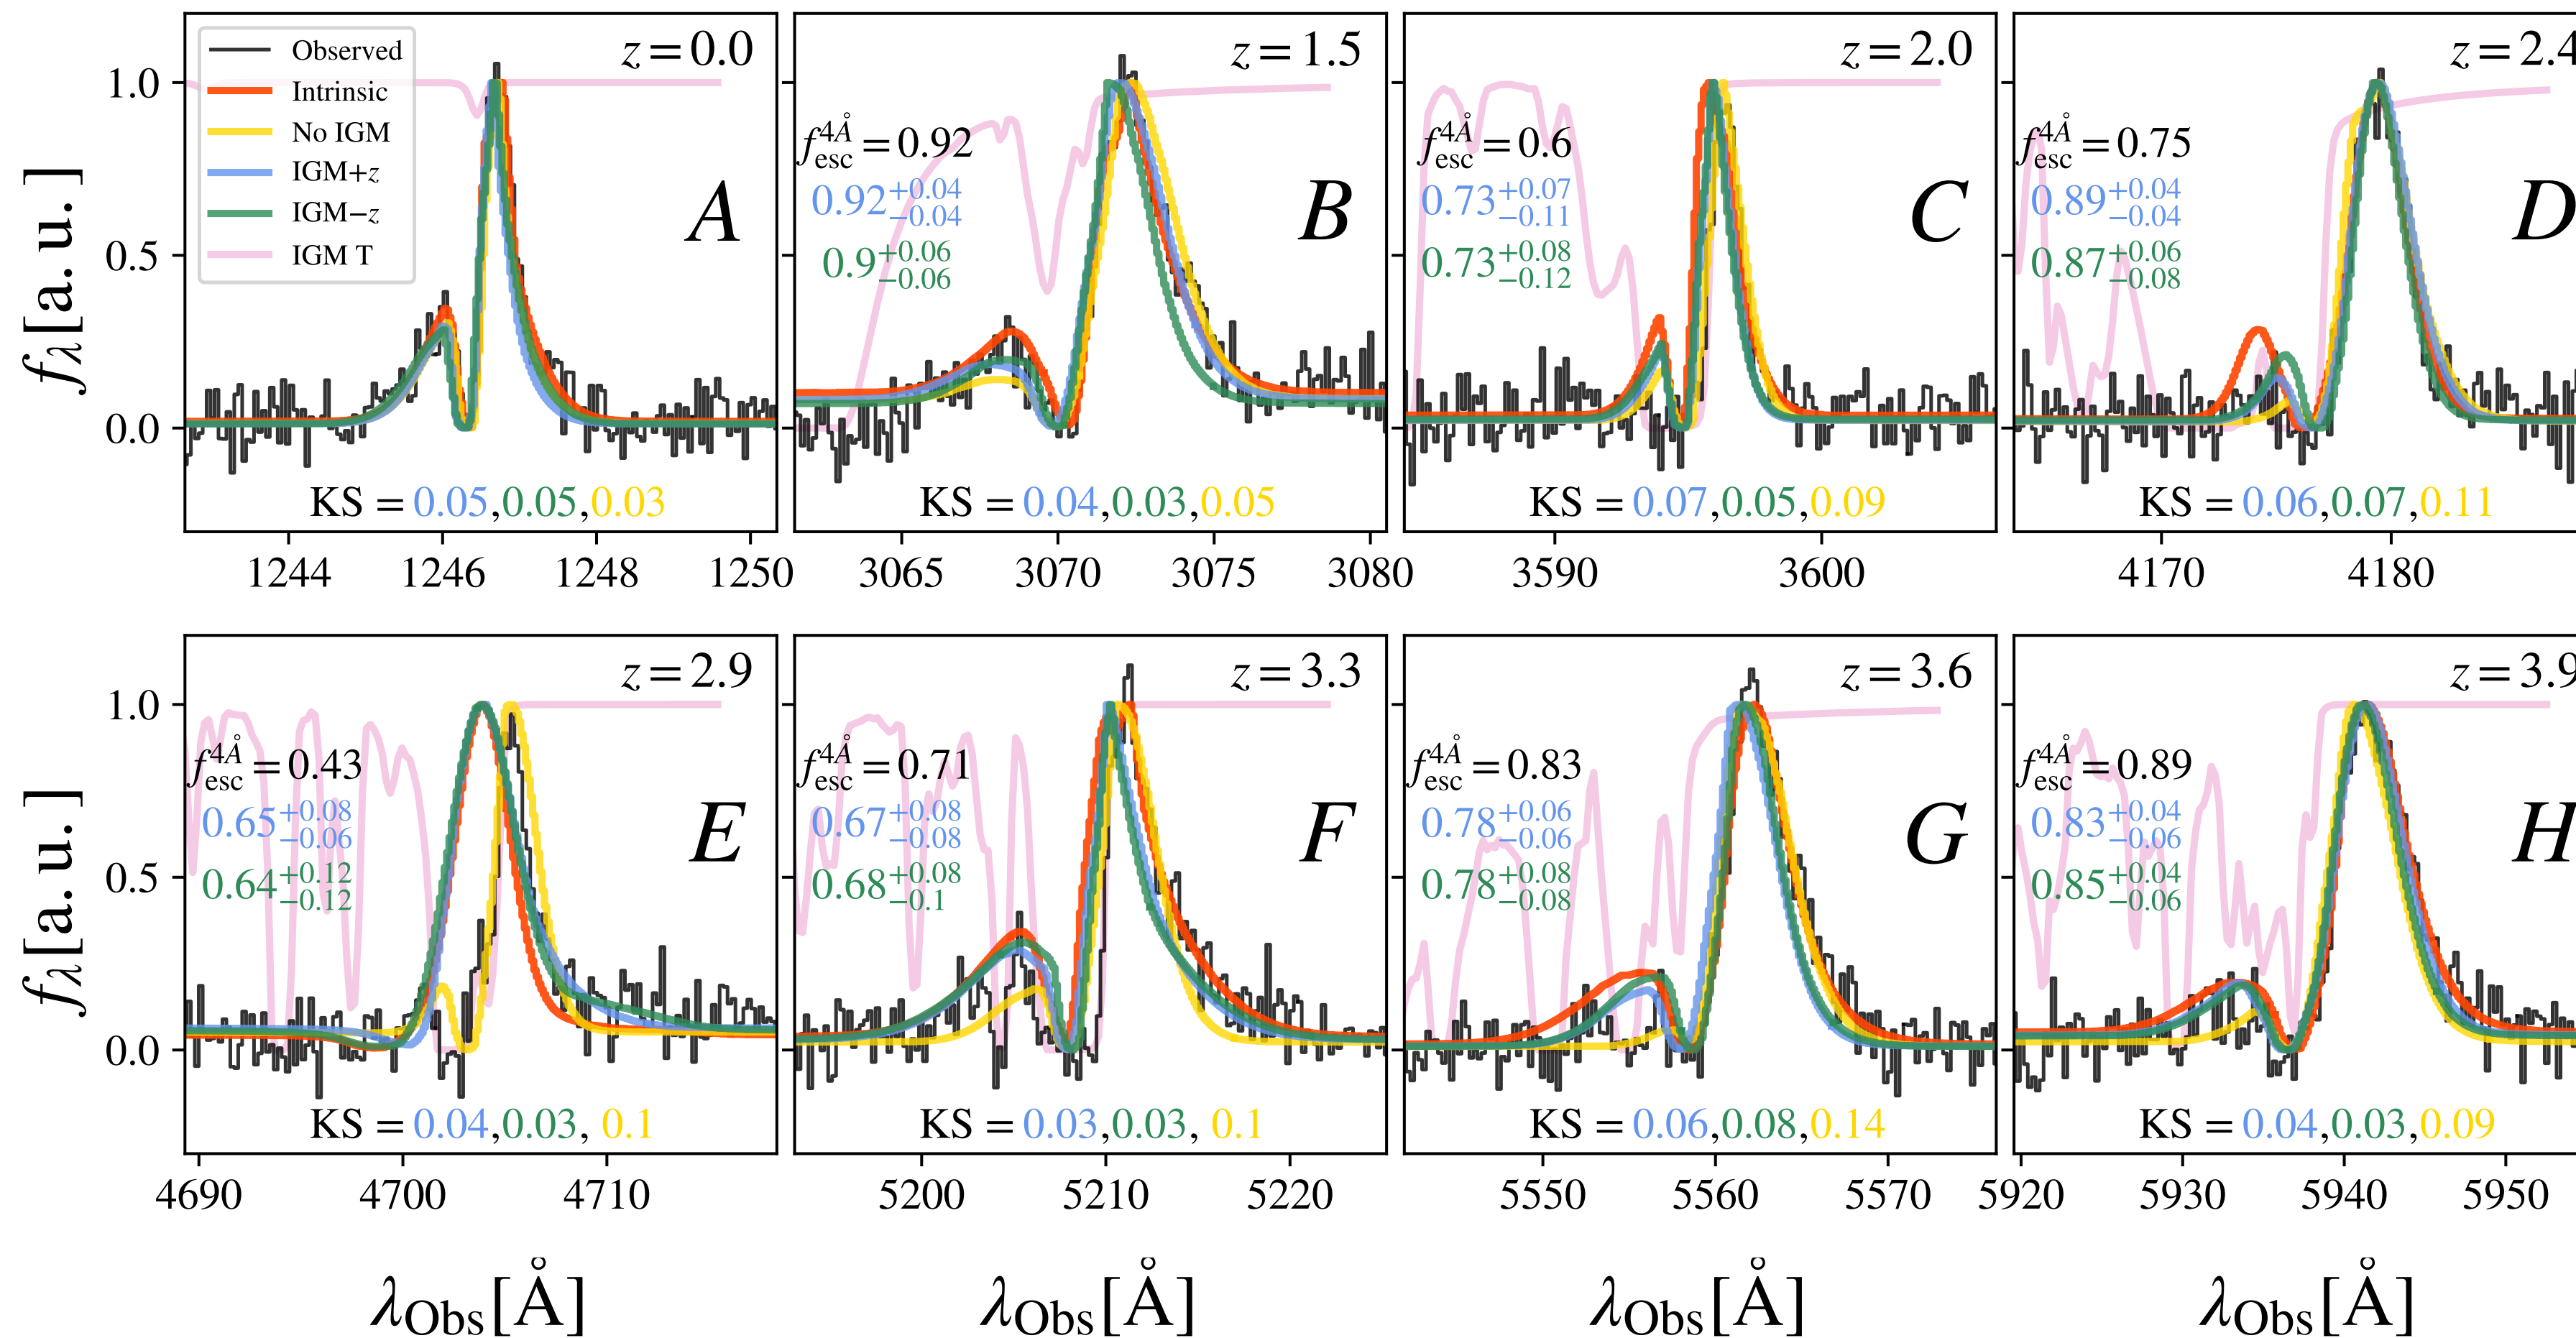 f_λ[a.u.]
1.0
0.5
0.0
Observed
Intrinsic
No IGM
IGM+z
IGM−z
IGM T
z=0.0
A
KS = 0.05,0.05,0.03
1244 1246 1248 1250
z=1.5
f_esc^4Å=0.92
0.92^{+0.04}_{−0.04}
0.9^{+0.06}_{−0.06}
B
KS = 0.04,0.03,0.05
3065 3070 3075 3080
z=2.0
f_esc^4Å=0.6
0.73^{+0.07}_{−0.11}
0.73^{+0.08}_{−0.12}
C
KS = 0.07,0.05,0.09
3590 3600
z=2.4
f_esc^4Å=0.75
0.89^{+0.04}_{−0.04}
0.87^{+0.06}_{−0.08}
D
KS = 0.06,0.07,0.11
4170 4180
f_λ[a.u.]
1.0
0.5
0.0
z=2.9
f_esc^4Å=0.43
0.65^{+0.08}_{−0.06}
0.64^{+0.12}_{−0.12}
E
KS = 0.04,0.03, 0.1
4690 4700 4710
λ_Obs[Å]
z=3.3
f_esc^4Å=0.71
0.67^{+0.08}_{−0.08}
0.68^{+0.08}_{−0.1}
F
KS = 0.03,0.03, 0.1
5200 5210 5220
λ_Obs[Å]
z=3.6
f_esc^4Å=0.83
0.78^{+0.06}_{−0.06}
0.78^{+0.08}_{−0.08}
G
KS = 0.06,0.08,0.14
5550 5560 5570
λ_Obs[Å]
z=3.9
f_esc^4Å=0.89
0.83^{+0.04}_{−0.06}
0.85^{+0.04}_{−0.06}
H
KS = 0.04,0.03,0.09
5920 5930 5940 5950
λ_Obs[Å]